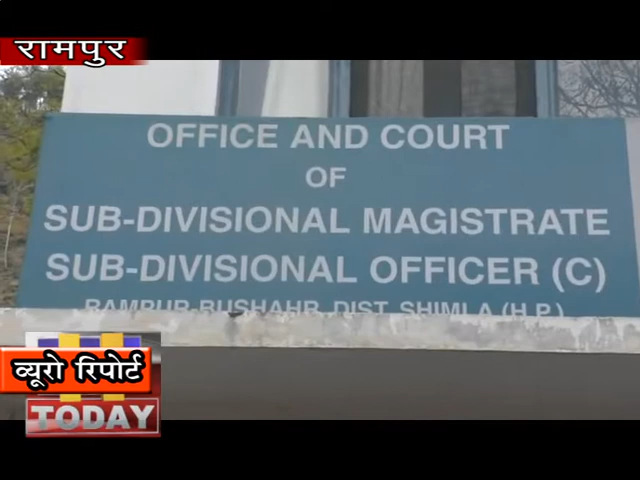 रामपुर
OFFICE AND COURT
OF
SUB-DIVISIONAL MAGISTRATE
SUB-DIVISIONAL OFFICER (C)
RAMPUR BUSHAHR, DIST. SHIMLA (H.P.)
ब्यूरो रिपोर्ट
TODAY